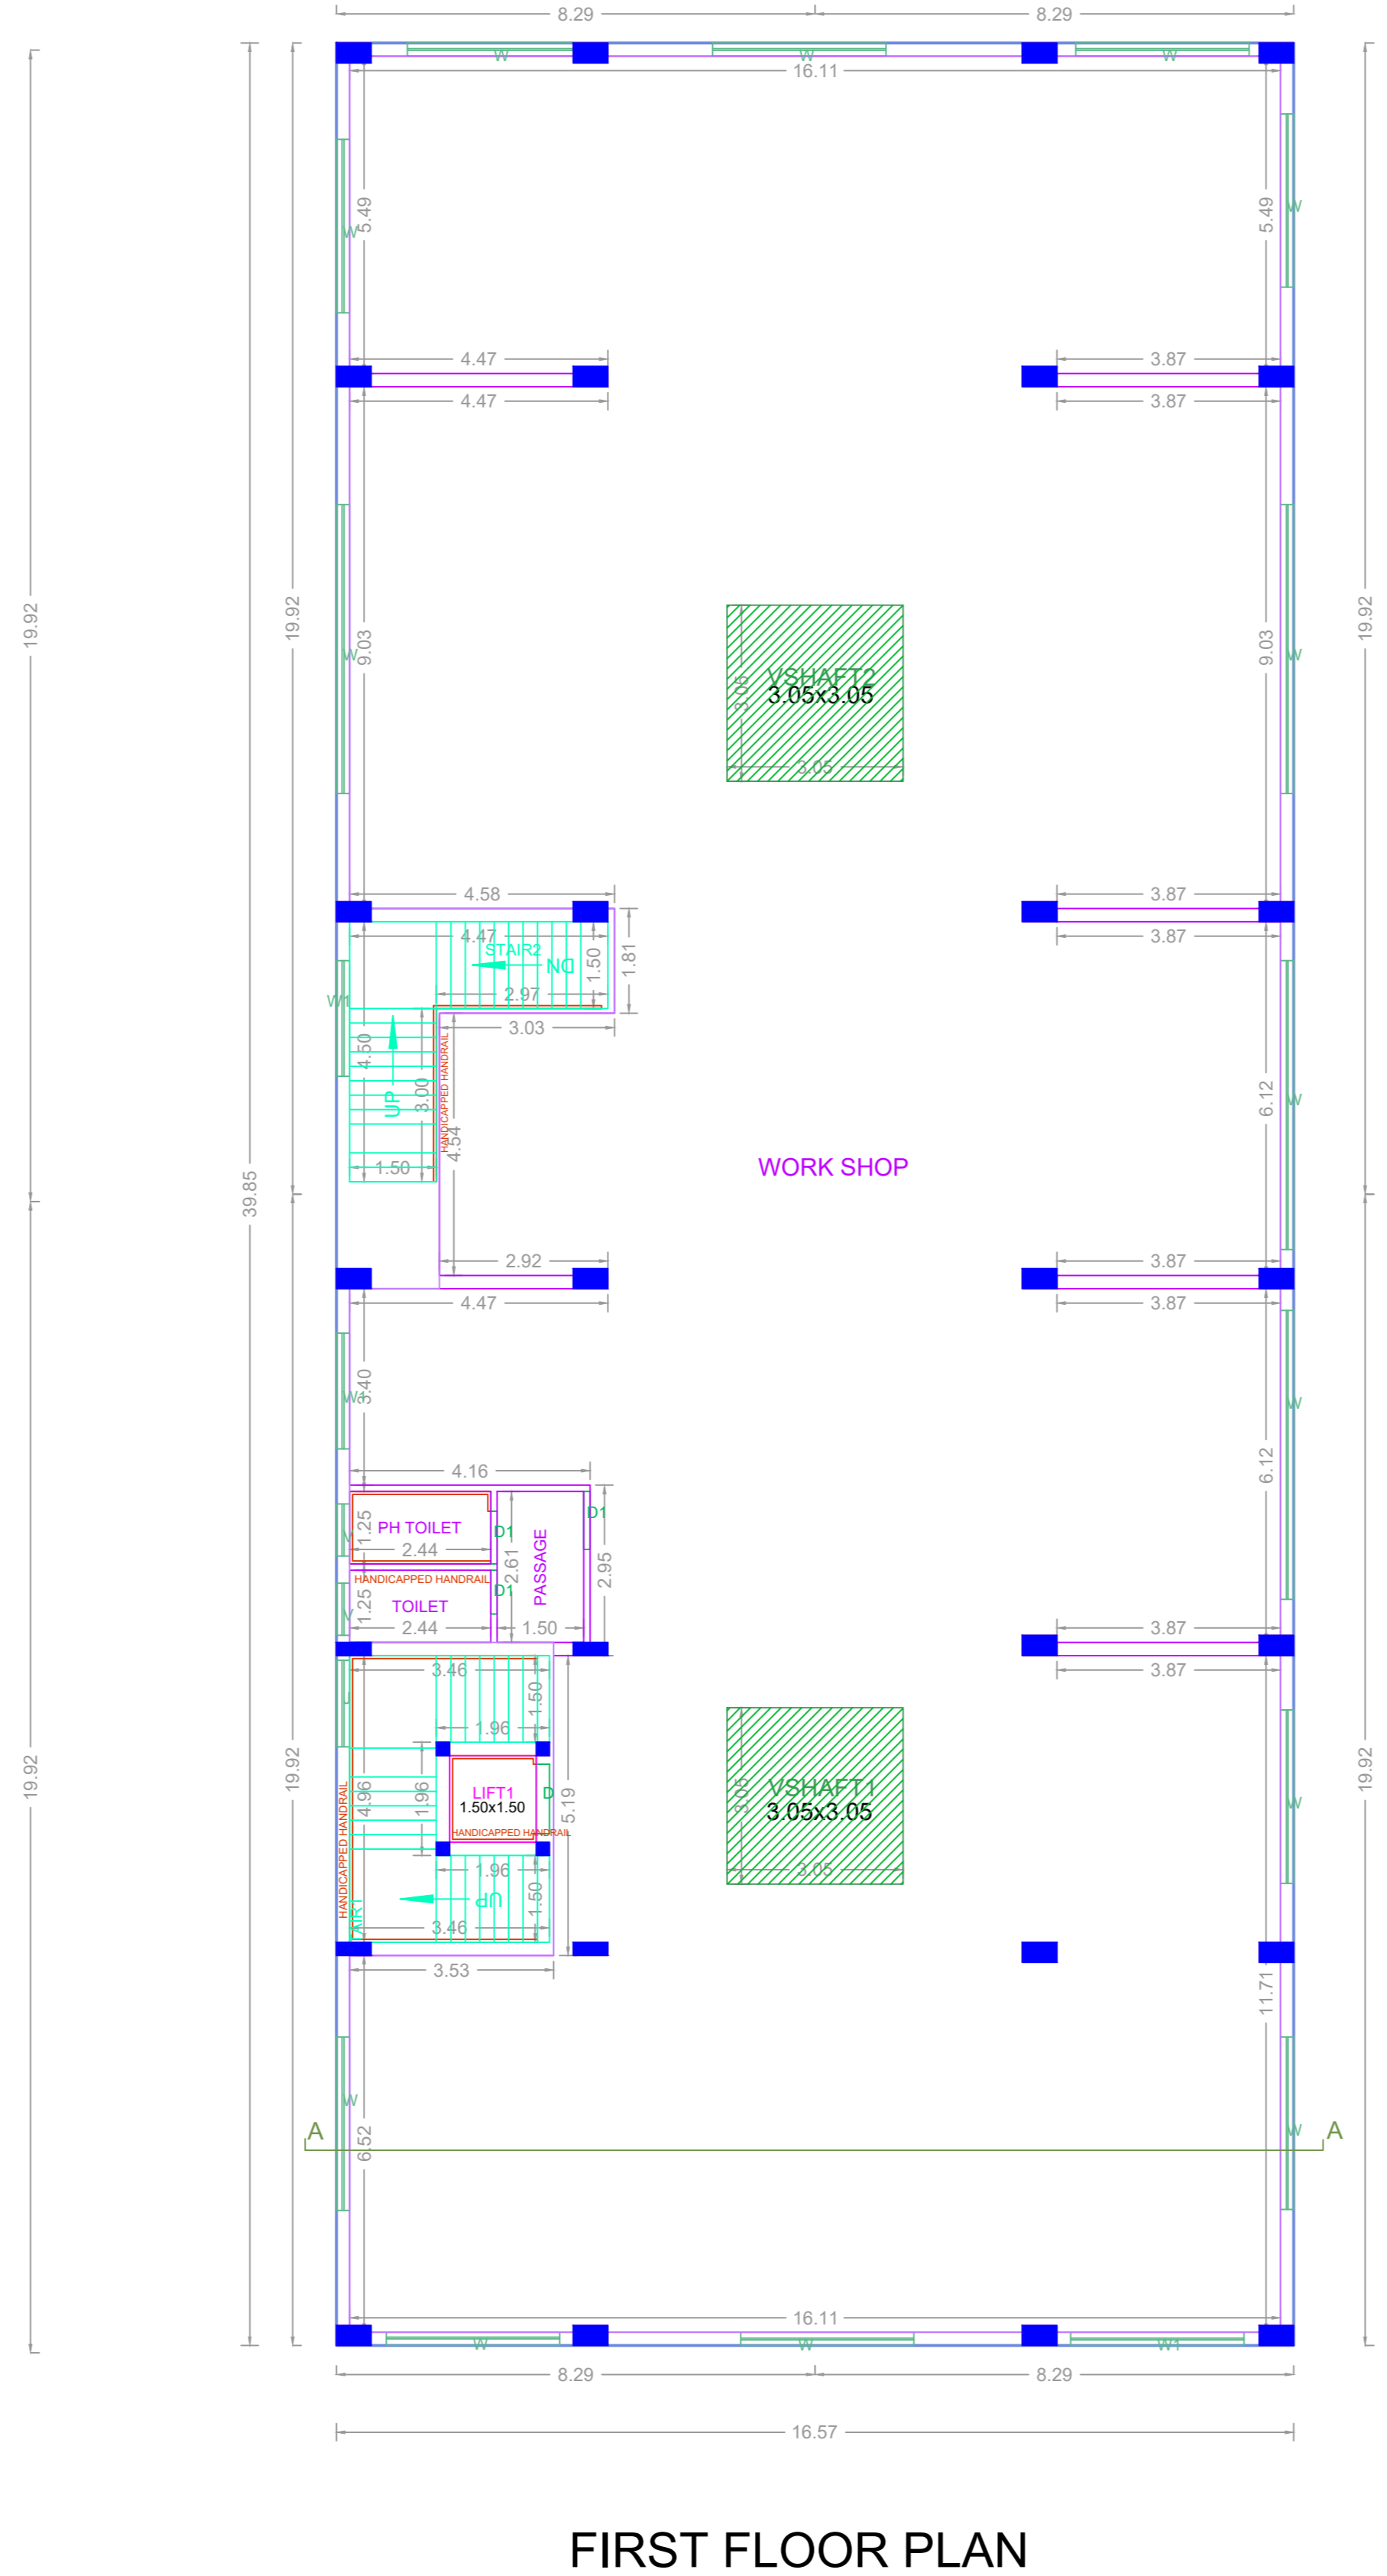 8.29
8.29
W
W
W
16.11
5.49
5.49
W
W
4.47
3.87
4.47
3.87
19.92
19.92
19.92
9.03
9.03
W
W
VSHAFT2
3.05x3.05
3.05
3.05
4.58
3.87
4.47
3.87
STAIR2
DN
1.50
1.81
2.97
W1
3.03
4.50
HANDICAPPED HANDRAIL
3.00
UP
4.54
6.12
W
1.50
WORK SHOP
39.85
2.92
3.87
4.47
3.87
3.40
W1
W
6.12
4.16
PH TOILET
1.25
2.44
D1
D1
V
2.61
PASSAGE
2.95
HANDICAPPED HANDRAIL
D1
TOILET
1.25
V
2.44
1.50
3.87
3.46
3.87
1.50
1.96
19.92
19.92
19.92
4.96
1.96
LIFT1
1.50x1.50
D
5.19
HANDICAPPED HANDRAIL
HANDICAPPED HANDRAIL
VSHAFT1
3.05x3.05
3.05
3.05
W
1.96
1.50
UP
AIR1
3.46
3.53
11.71
W
A
A
W
6.52
16.11
W
W
W1
8.29
8.29
16.57
FIRST FLOOR PLAN